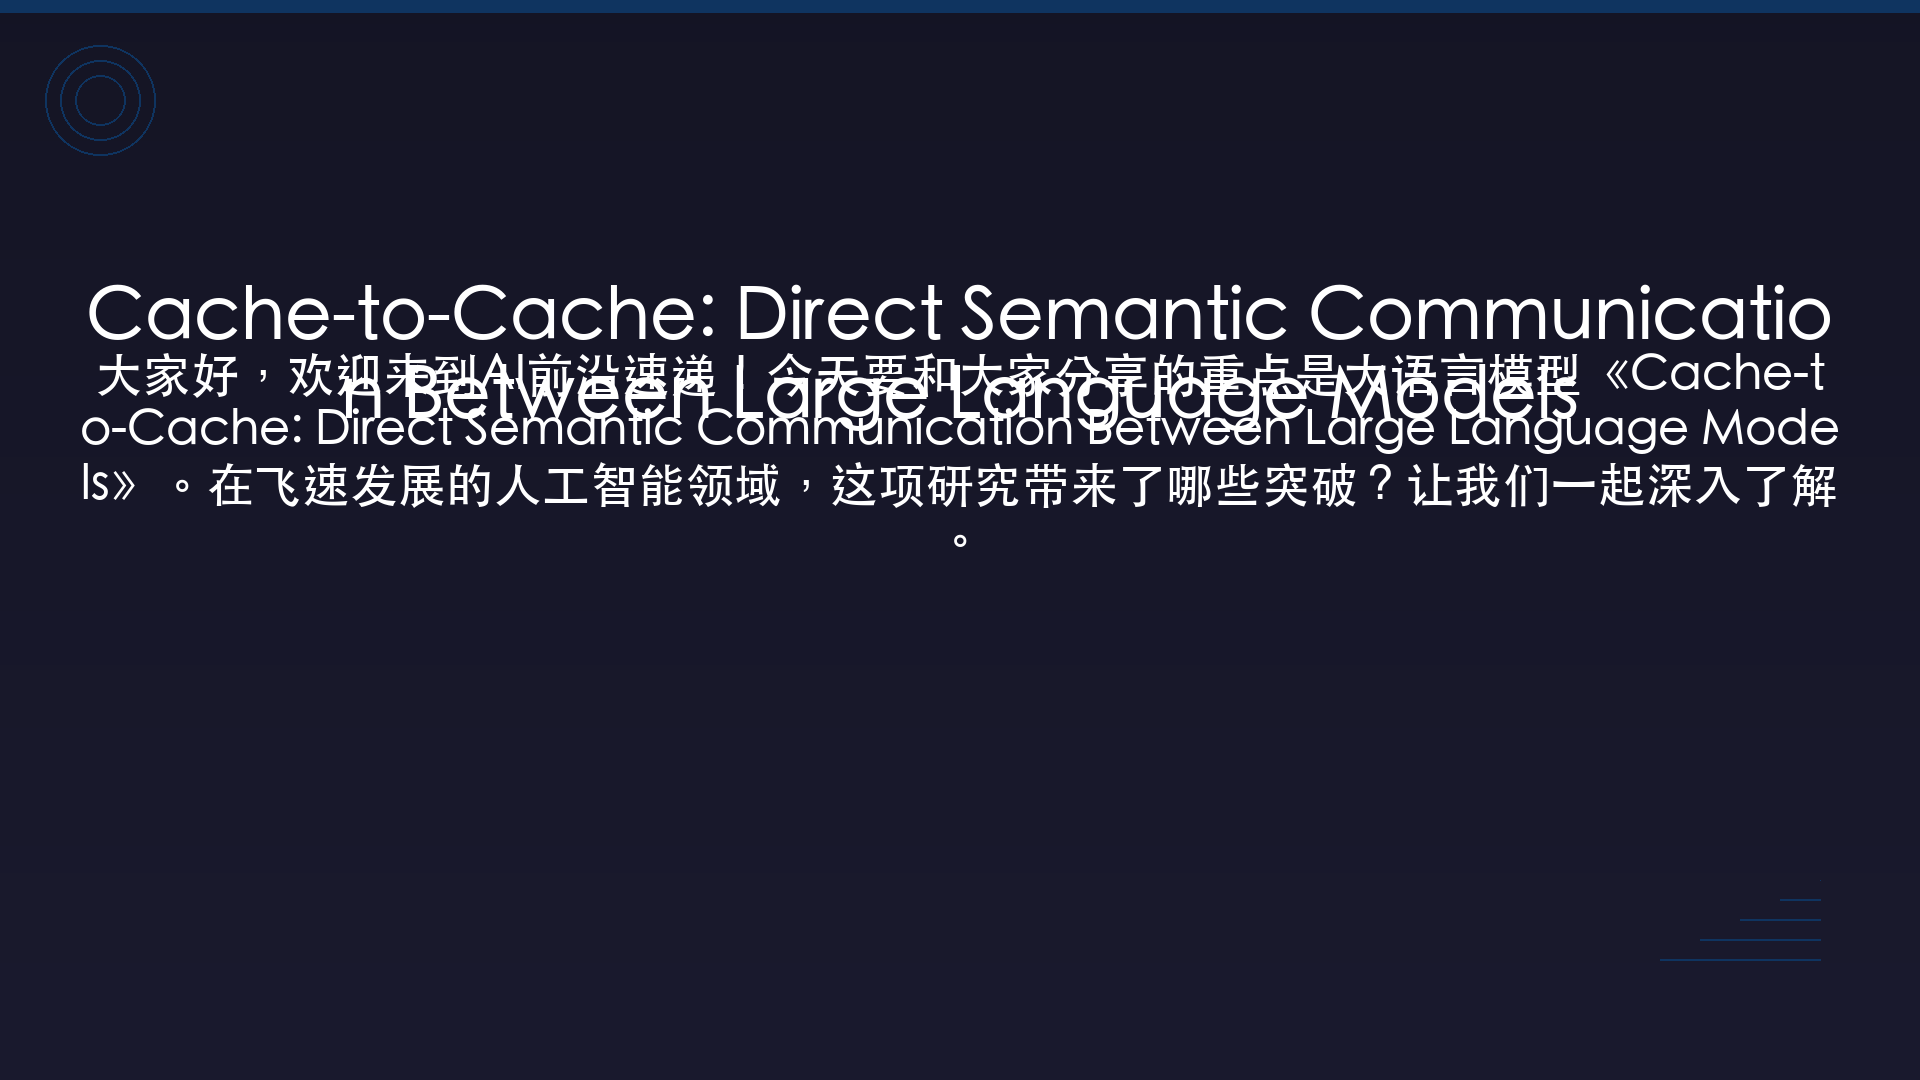 Cache-to-Cache: Direct Semantic Communicatio
n Between Large Language Models
大家好，欢迎来到AI前沿速递！今天要和大家分享的重点是大语言模型《Cache-t
o-Cache: Direct Semantic Communication Between Large Language Mode
ls》。在飞速发展的人工智能领域，这项研究带来了哪些突破？让我们一起深入了解
。